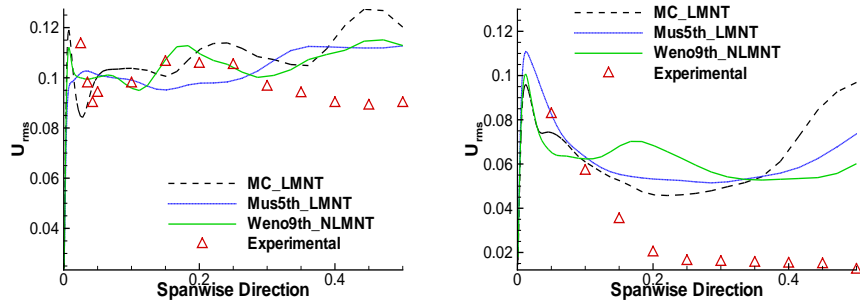 0.12
0.1
0.08
0.06
0.04
U rms
0
0.2
0.4
Spanwise Direction
MC_LMNT
Mus5th_LMNT
Weno9th_NLMNT
Experimental
0.12
0.1
0.08
0.06
0.04
0.02
U rms
0
0.2
0.4
Spanwise Direction
MC_LMNT
Mus5th_LMNT
Weno9th_NLMNT
Experimental